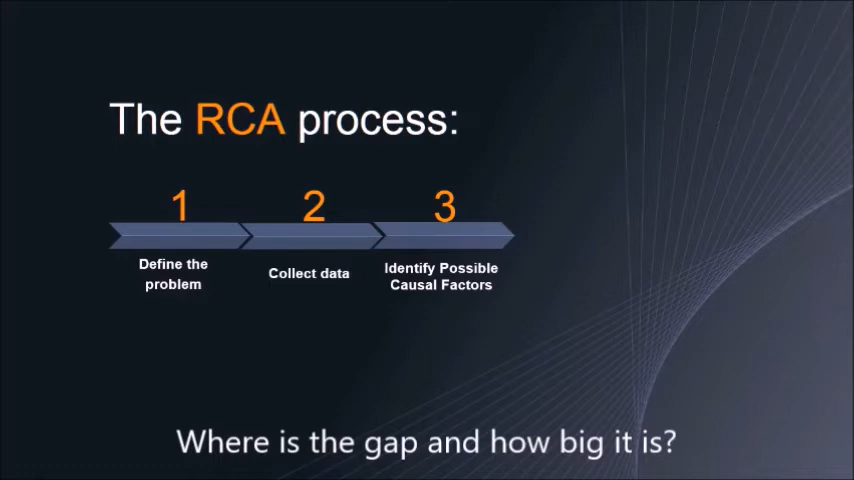 The RCA process:
1 2 3
Define the
problem
Collect data
Identify Possible
Causal Factors
Where is the gap and how big it is?